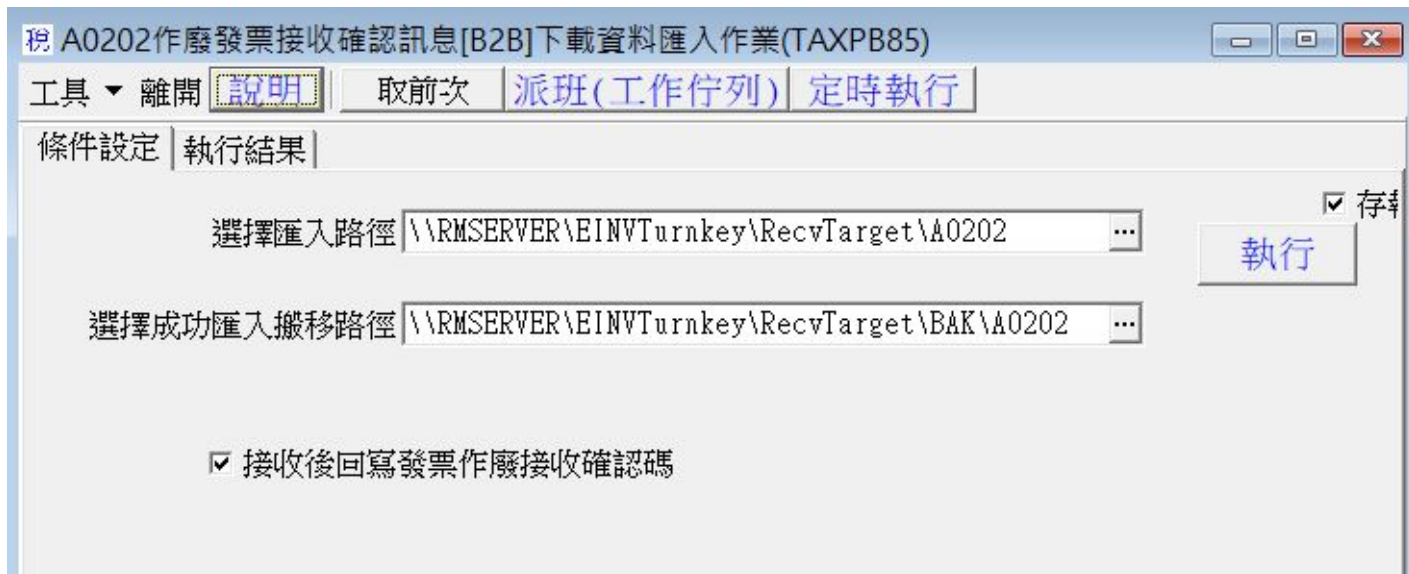 稅 A0202作廢發票接收確認訊息[B2B]下載資料匯入作業(TAXPB85)
工具 ▼ 離開 說明 取前次 派班(工作佇列) 定時執行
條件設定 執行結果
存
選擇匯入路徑 \\RMSERVER\EINVTurnkey\RecvTarget\A0202 ...
執行
選擇成功匯入搬移路徑 \\RMSERVER\EINVTurnkey\RecvTarget\BAK\A0202 ...
接收後回寫發票作廢接收確認碼